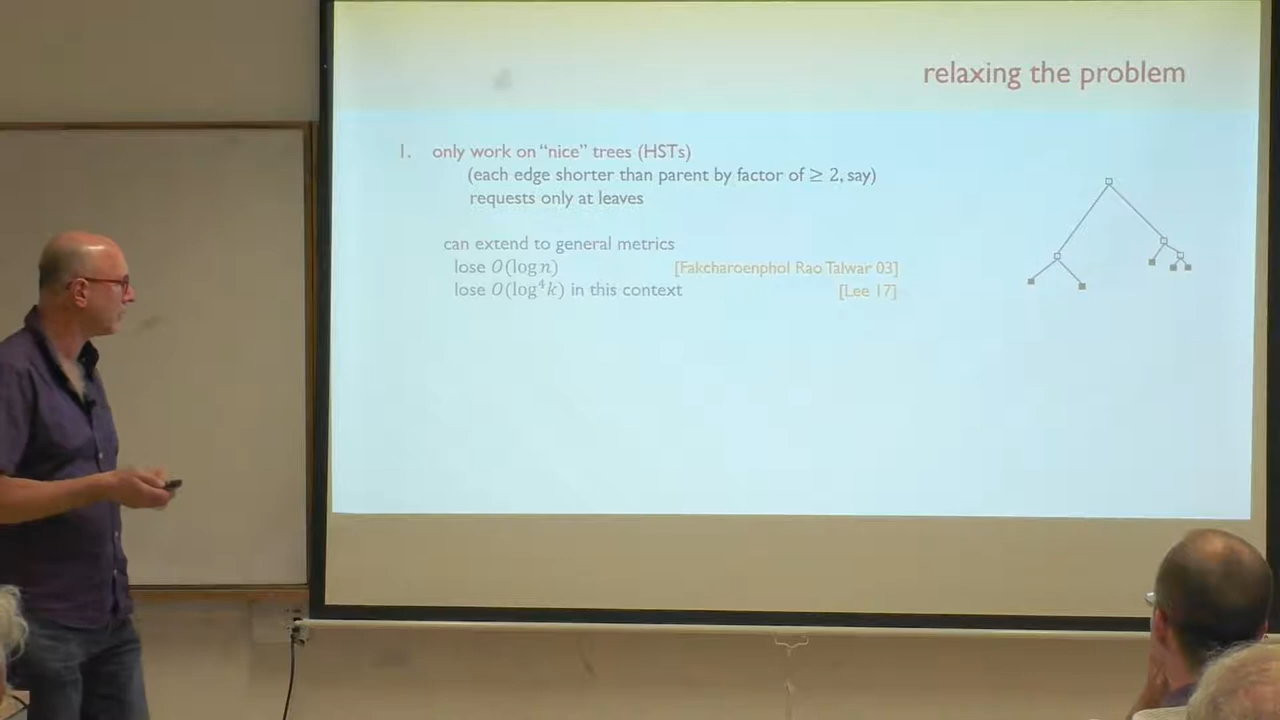 relaxing the problem
1. only work on “nice” trees (HSTs)
(each edge shorter than parent by factor of ≥ 2, say)
requests only at leaves
can extend to general metrics
lose O(log n) [Fakcharoenphol Rao Talwar 03]
lose O(log⁴k) in this context [Lee 17]